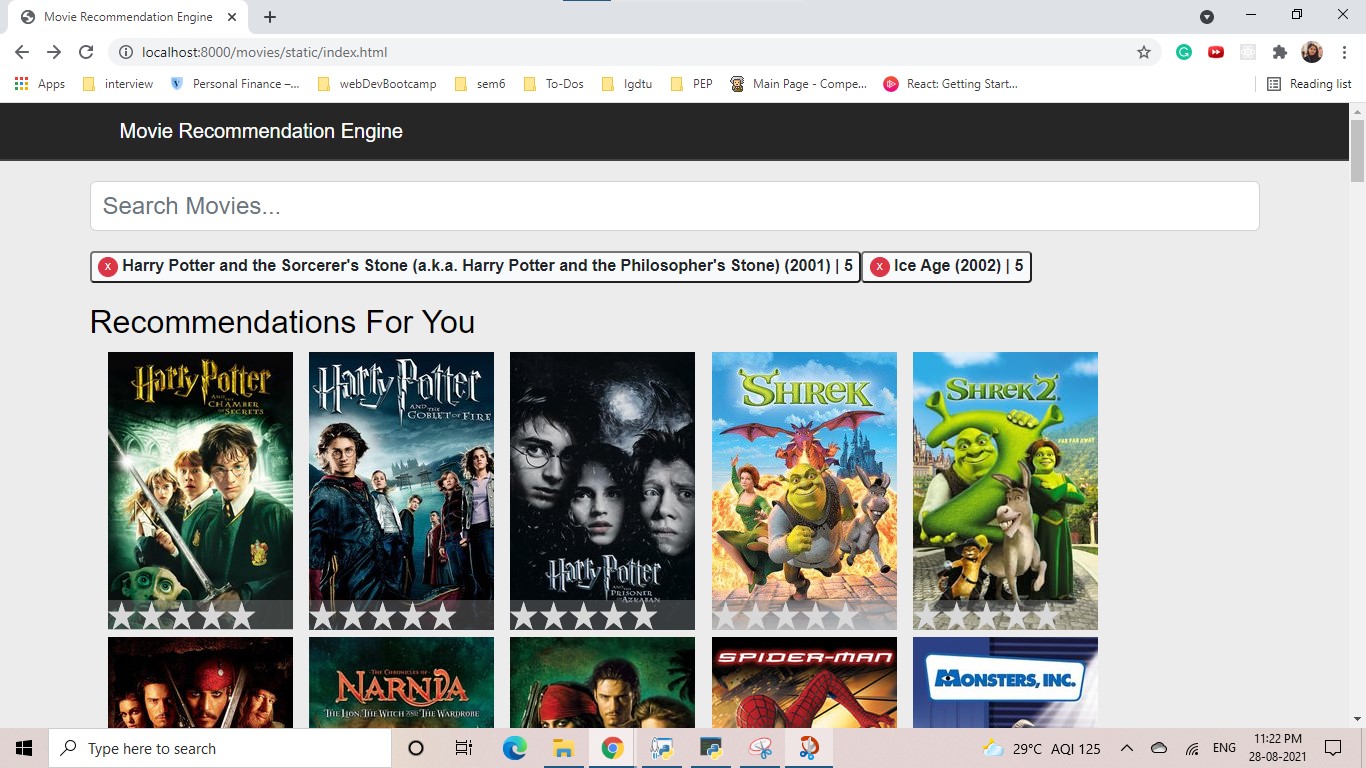 Movie Recommendation Engine
localhost:8000/movies/static/index.html
Apps
interview
Personal Finance –...
webDevBootcamp
sem6
To-Dos
Igdtu
PEP
Main Page - Compe...
React: Getting Start...
Reading list
Movie Recommendation Engine
Search Movies...
x Harry Potter and the Sorcerer's Stone (a.k.a. Harry Potter and the Philosopher's Stone) (2001) | 5
x Ice Age (2002) | 5
Recommendations For You
Harry Potter
AND THE
CHAMBER
OF SECRETS
Harry Potter
AND THE
GOBLET OF FIRE
Harry Potter
AND THE
PRISONER
OF AZKABAN
SHREK
SHREK 2
FAR FAR AWAY
THE CHRONICLES OF
NARNIA
THE LION, THE WITCH AND THE WARDROBE
SPIDER-MAN
MONSTERS, INC.
Type here to search
29°C AQI 125
ENG
11:22 PM
28-08-2021